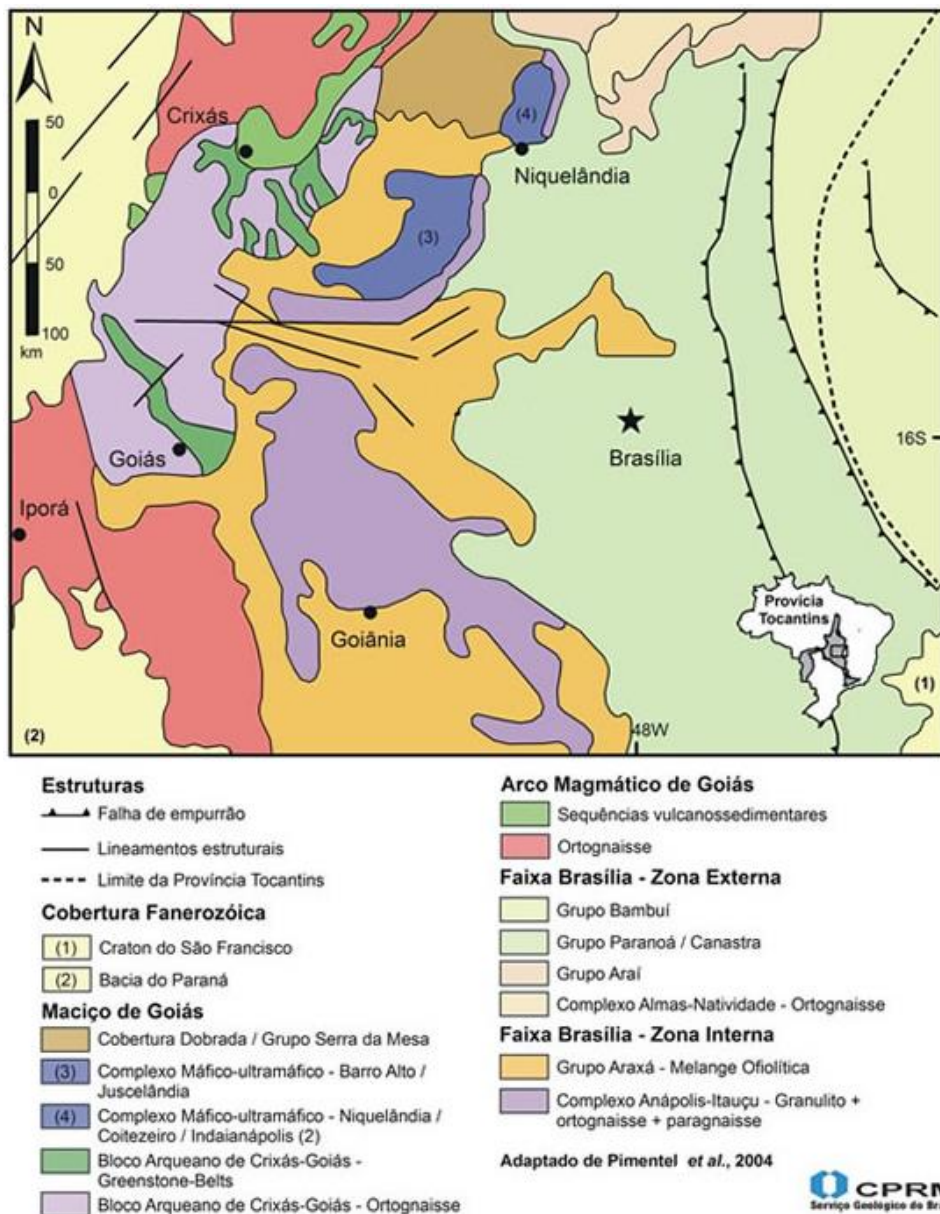 N
50
0
50
100
km
Crixás
(4)
Niquelândia
(3)
16S
Goiás
Brasília
Iporá
Goiânia
Provícia
Tocantins
(1)
(2)
48W
Estruturas
Falha de empurrão
Lineamentos estruturais
Limite da Província Tocantins
Cobertura Fanerozóica
(1) Craton do São Francisco
(2) Bacia do Paraná
Maciço de Goiás
Cobertura Dobrada / Grupo Serra da Mesa
(3) Complexo Máfico-ultramáfico - Barro Alto /
Juscelândia
(4) Complexo Máfico-ultramáfico - Niquelândia /
Coitezeiro / Indaianápolis (2)
Bloco Arqueano de Crixás-Goiás -
Greenstone-Belts
Bloco Arqueano de Crixás-Goiás - Ortognaisse
Arco Magmático de Goiás
Sequências vulcanossedimentares
Ortognaisse
Faixa Brasília - Zona Externa
Grupo Bambuí
Grupo Paranoá / Canastra
Grupo Araí
Complexo Almas-Natividade - Ortognaisse
Faixa Brasília - Zona Interna
Grupo Araxá - Melange Ofiolítica
Complexo Anápolis-Itauçu - Granulito +
ortognaisse + paragnaisse
Adaptado de Pimentel et al., 2004
CPRM
Serviço Geológico do Br